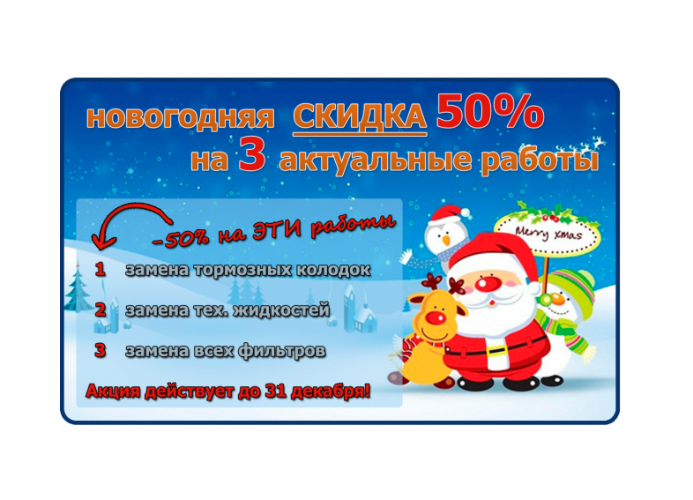 новогодняя СКИДКА 50%
на 3 актуальные работы
-50% на ЭТИ работы
Merry xmas
1 замена тормозных колодок
2 замена тех. жидкостей
3 замена всех фильтров
Акция действует до 31 декабря!